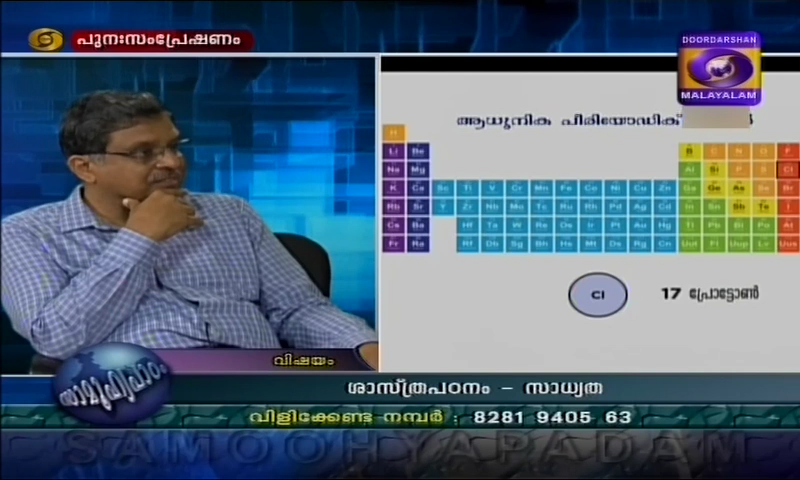 പുനഃസംപ്രേഷണം
DOORDARSHAN
MALAYALAM
ആധുനിക പീരിയോഡിക്
H
Li Be B C N O F
Na Mg Al Si P S Cl
K Ca Sc Ti V Cr Mn Fe Co Ni Cu Zn Ga Ge As Se Br
Rb Sr Y Zr Nb Mo Tc Ru Rh Pd Ag Cd In Sn Sb Te I
Cs Ba Hf Ta W Re Os Ir Pt Au Hg Tl Pb Bi Po At
Fr Ra Rf Db Sg Bh Hs Mt Ds Rg Cn Uut Fl Uup Lv Uus
Cl 17 പ്രോട്ടോൺ
വിഷയം
സാമൂഹ്യപാഠം
ശാസ്ത്രപഠനം – സാധ്യത
വിളിക്കേണ്ട നമ്പർ : 8281 9405 63
SAMOOHYAPADAM